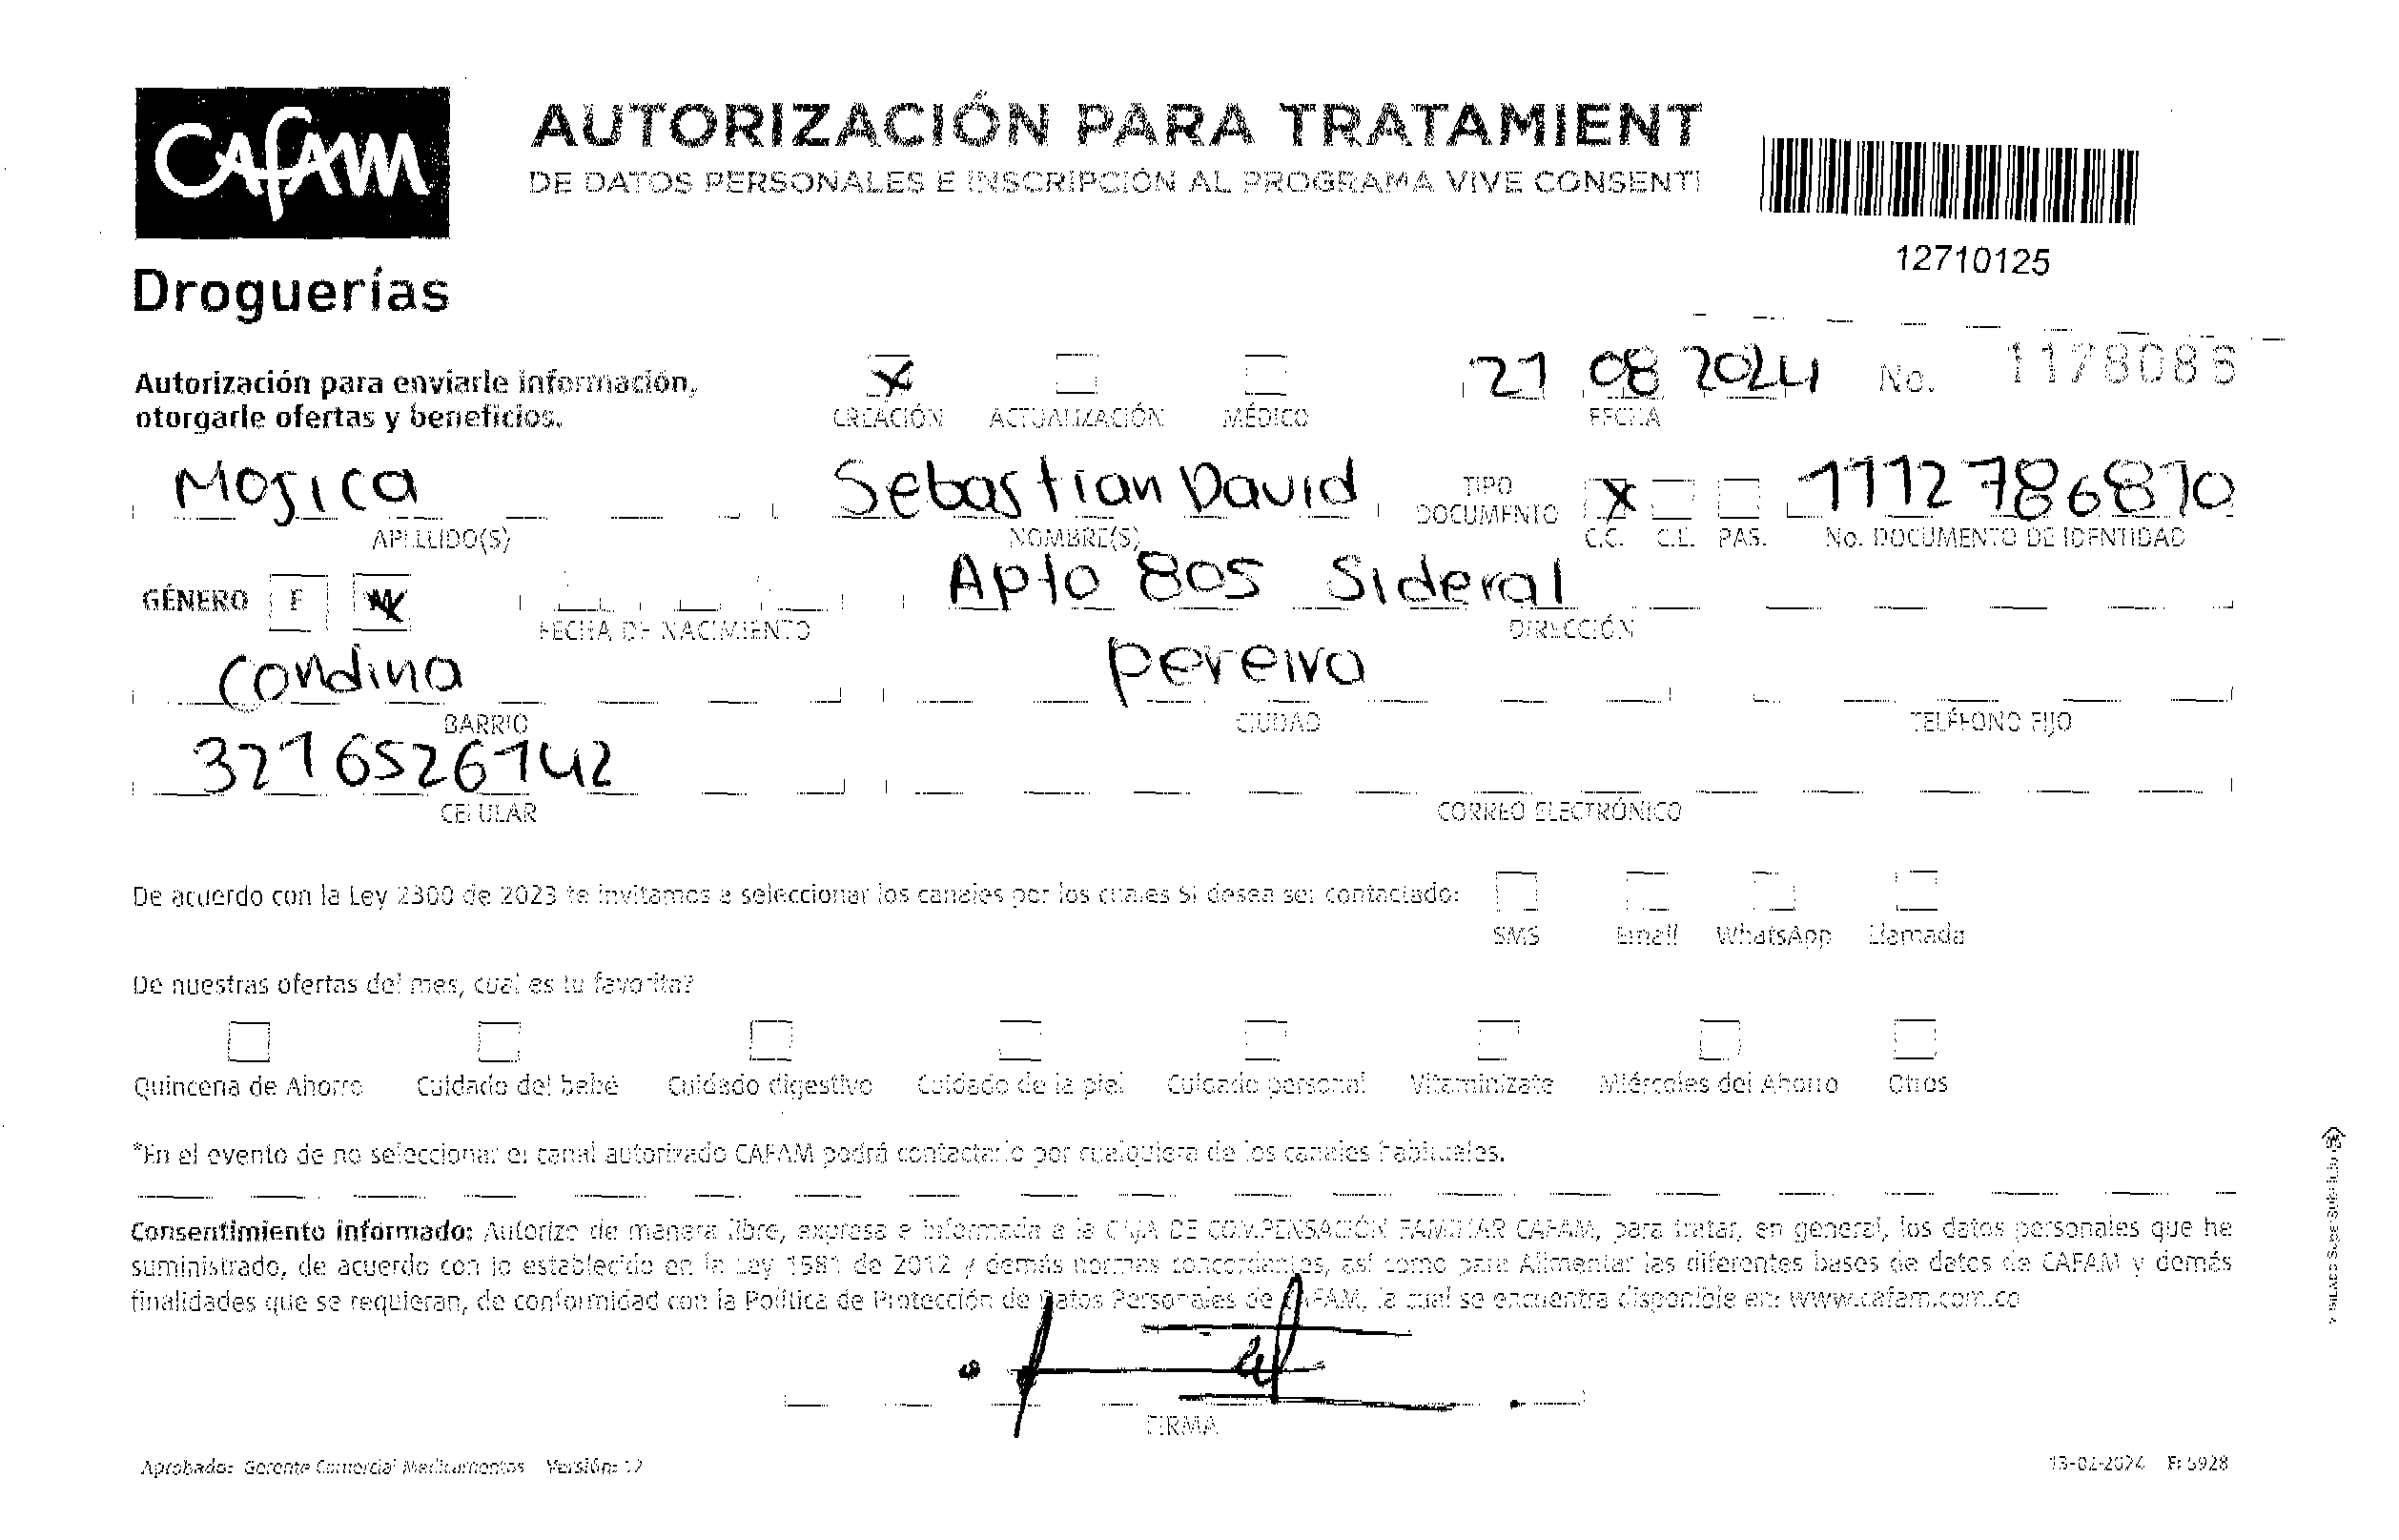 CAFAM
Droguerías
AUTORIZACIÓN PARA TRATAMIENT
DE DATOS PERSONALES E INSCRIPCIÓN AL PROGRAMA VIVE CONSENTI
12710125
Autorización para enviarle información,
otorgarle ofertas y beneficios.
X
CREACIÓN ACTUALIZACIÓN MÉDICO
21 08 2024
FECHA
No. 1178086
Mojica Sebastian David
APELLIDO(S) NOMBRE(S)
TIPO DOCUMENTO X 1112786810
C.C. C.E. PAS. No. DOCUMENTO DE IDENTIDAD
GÉNERO F M Apto 805 Sideral
FECHA DE NACIMIENTO DIRECCIÓN
Condina pereira
BARRIO CIUDAD TELÉFONO FIJO
3216526142
CELULAR CORREO ELECTRÓNICO
De acuerdo con la Ley 2300 de 2023 te invitamos a seleccionar los canales por los cuales SI desea ser contactado:
SMS Email WhatsApp Llamada
De nuestras ofertas del mes, cual es tu favorita?
Quincena de Ahorro Cuidado del bebé Cuidado digestivo Cuidado de la piel Cuidado personal Vitaminízate Miércoles del Ahorro Otros
*En el evento de no seleccionar el canal autorizado CAFAM podrá contactarlo por cualquiera de los canales habituales.
Consentimiento informado: Autorizo de manera libre, expresa e informada a la CAJA DE COMPENSACIÓN FAMILIAR CAFAM, para tratar, en general, los datos personales que he
suministrado, de acuerdo con lo establecido en la Ley 1581 de 2012 y demás normas concordantes, así como para Alimentar las diferentes bases de datos de CAFAM y demás
finalidades que se requieran, de conformidad con la Política de Protección de Datos Personales de CAFAM, la cual se encuentra disponible en: www.cafam.com.co
FIRMA
Aprobado: Gerente Comercial Medicamentos Versión: 12
13-02-2024 F: 5928
VIGILADO SuperSubsidio